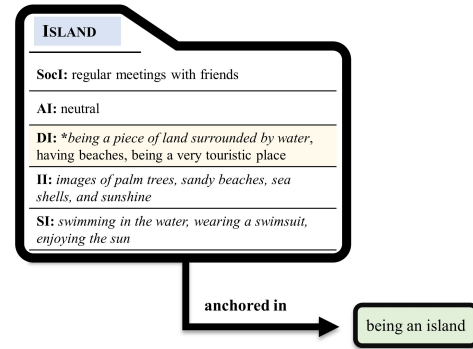 ISLAND
SocI: regular meetings with friends
AI: neutral
DI: *being a piece of land surrounded by water,
having beaches, being a very touristic place
II: images of palm trees, sandy beaches, sea
shells, and sunshine
SI: swimming in the water, wearing a swimsuit,
enjoying the sun
anchored in
being an island